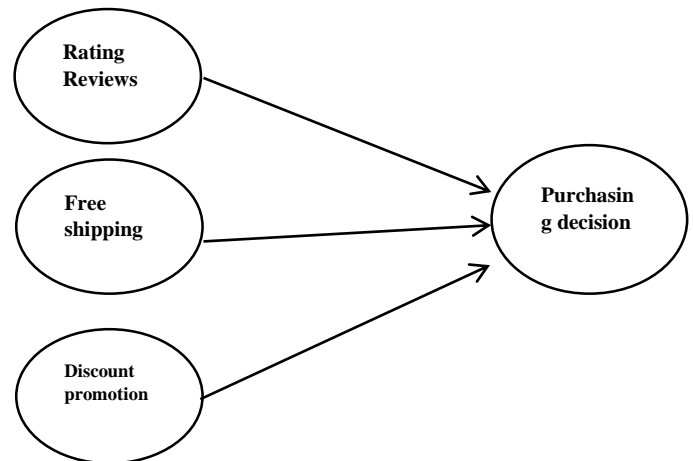 Rating
Reviews
Free
shipping
Purchasin
g decision
Discount
promotion